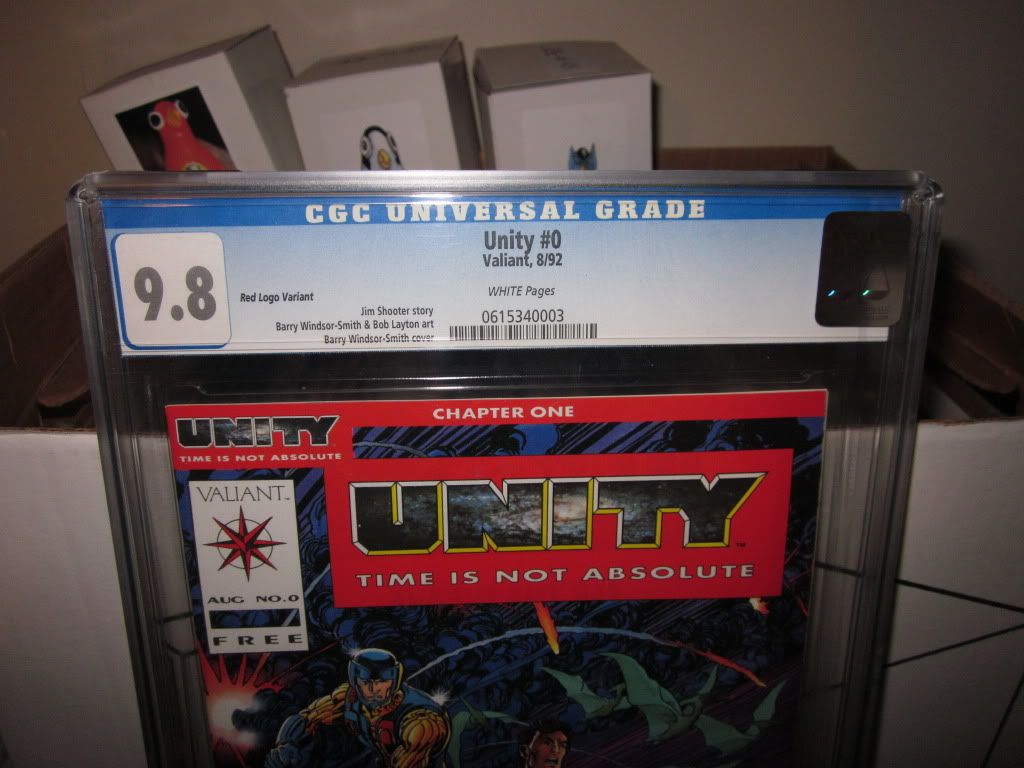 CGC UNIVERSAL GRADE
9.8
Unity #0
Valiant, 8/92
WHITE Pages
Red Logo Variant
Jim Shooter story
Barry Windsor-Smith & Bob Layton art
Barry Windsor-Smith cover
0615340003
CHAPTER ONE
UNITY
TIME IS NOT ABSOLUTE
VALIANT™
AUG NO.0
FREE
UNITY™
TIME IS NOT ABSOLUTE